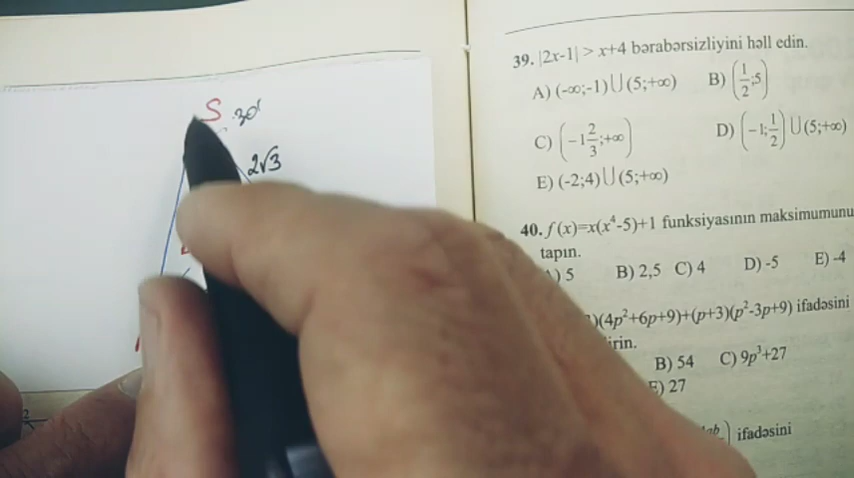 S 30°
2√3
39. |2x-1| > x+4 bərabərsizliyini həll edin.
A) (-∞;-1)⋃(5;+∞) B) (1/2;5)
C) (-1 2/3;+∞) D) (-1;1/2)⋃(5;+∞)
E) (-2;4)⋃(5;+∞)
40. f(x)=x(x⁴-5)+1 funksiyasının maksimumunu
tapın.
) 5 B) 2,5 C) 4 D) -5 E) -4
)(4p²+6p+9)+(p+3)(p²-3p+9) ifadəsini
B) 54 C) 9p³+27
E) 27
ifadəsini